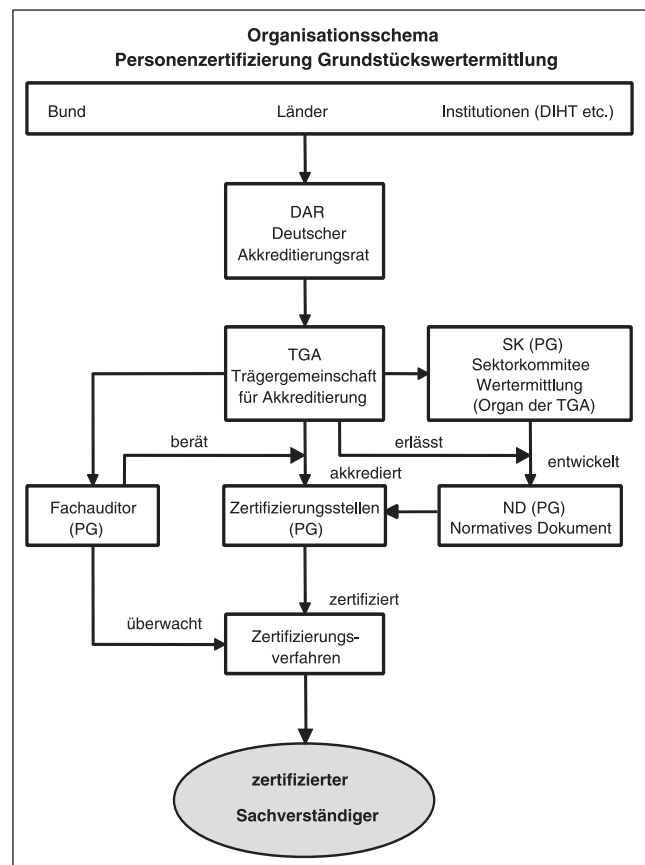 Organisationsschema
Personenzertifizierung Grundstückswertermittlung
Bund Länder Institutionen (DIHT etc.)
DAR
Deutscher
Akkreditierungsrat
TGA
Trägergemeinschaft
für Akkreditierung
SK (PG)
Sektorkommitee
Wertermittlung
(Organ der TGA)
berät
erlässt
akkrediert
entwickelt
Fachauditor
(PG)
Zertifizierungsstellen
(PG)
ND (PG)
Normatives Dokument
zertifiziert
überwacht
Zertifizierungs-
verfahren
zertifizierter
Sachverständiger